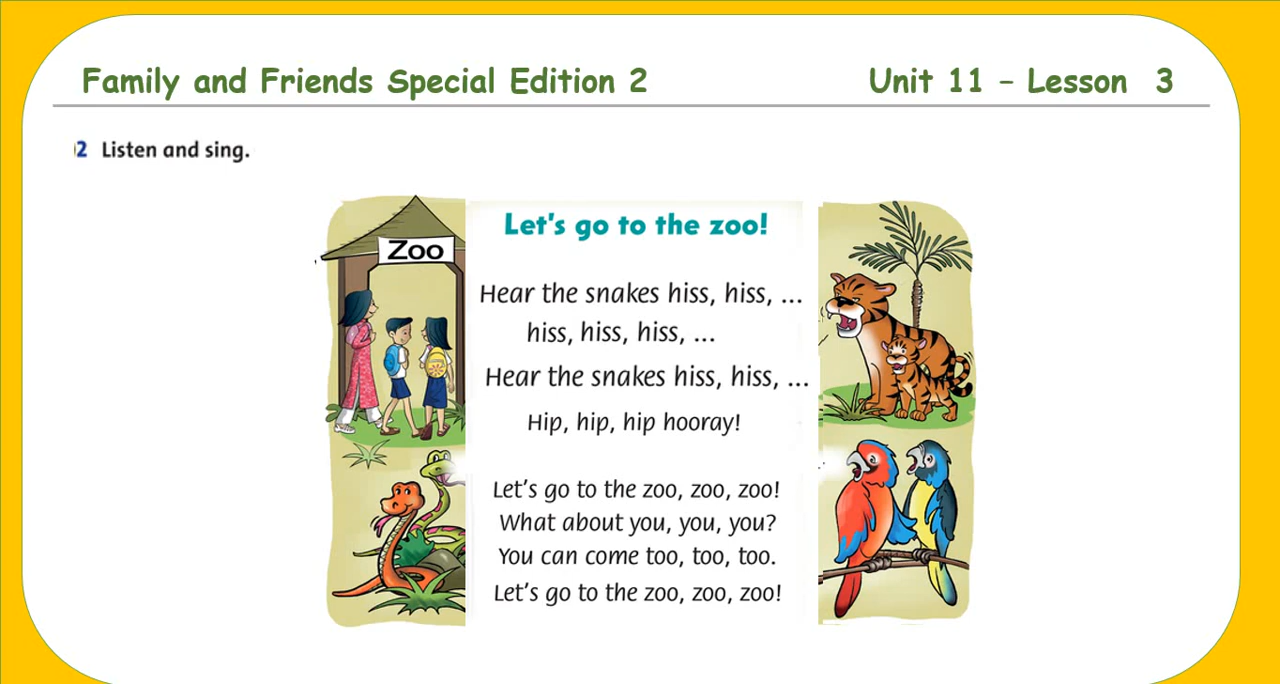 Family and Friends Special Edition 2 Unit 11 – Lesson 3
2 Listen and sing.
Zoo
Let's go to the zoo!
Hear the snakes hiss, hiss, ...
hiss, hiss, hiss, ...
Hear the snakes hiss, hiss, ...
Hip, hip, hip hooray!
Let's go to the zoo, zoo, zoo!
What about you, you, you?
You can come too, too, too.
Let's go to the zoo, zoo, zoo!